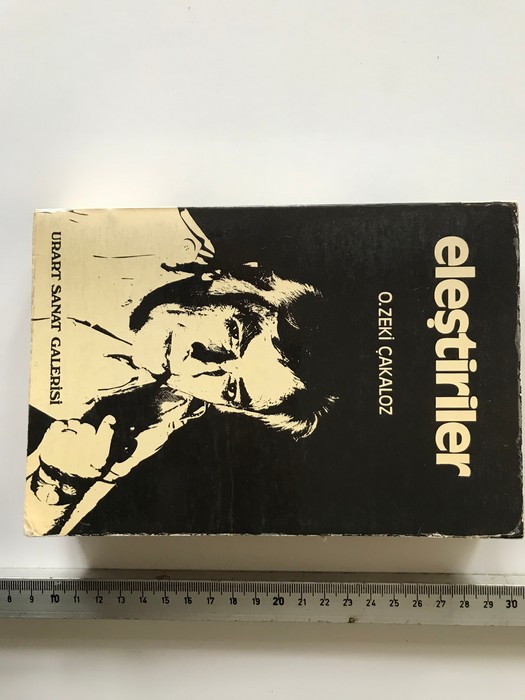 eleştiriler
O.ZEKİ ÇAKALOZ
URART SANAT GALERİSİ
8 9 10 11 12 13 14 15 16 17 18 19 20 21 22 23 24 25 26 27 28 29 30